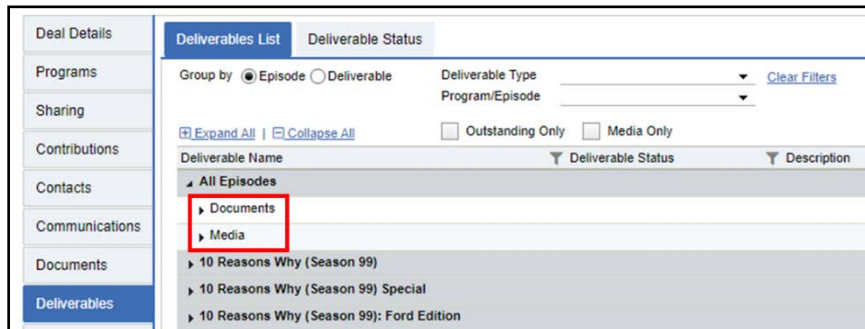 Deal Details
Programs
Sharing
Contributions
Contacts
Communications
Documents
Deliverables
Deliverables List Deliverable Status
Group by Episode Deliverable Deliverable Type Clear Filters
Program/Episode
Expand All | Collapse All Outstanding Only Media Only
Deliverable Name Deliverable Status Description
All Episodes
Documents
Media
10 Reasons Why (Season 99)
10 Reasons Why (Season 99) Special
10 Reasons Why (Season 99): Ford Edition